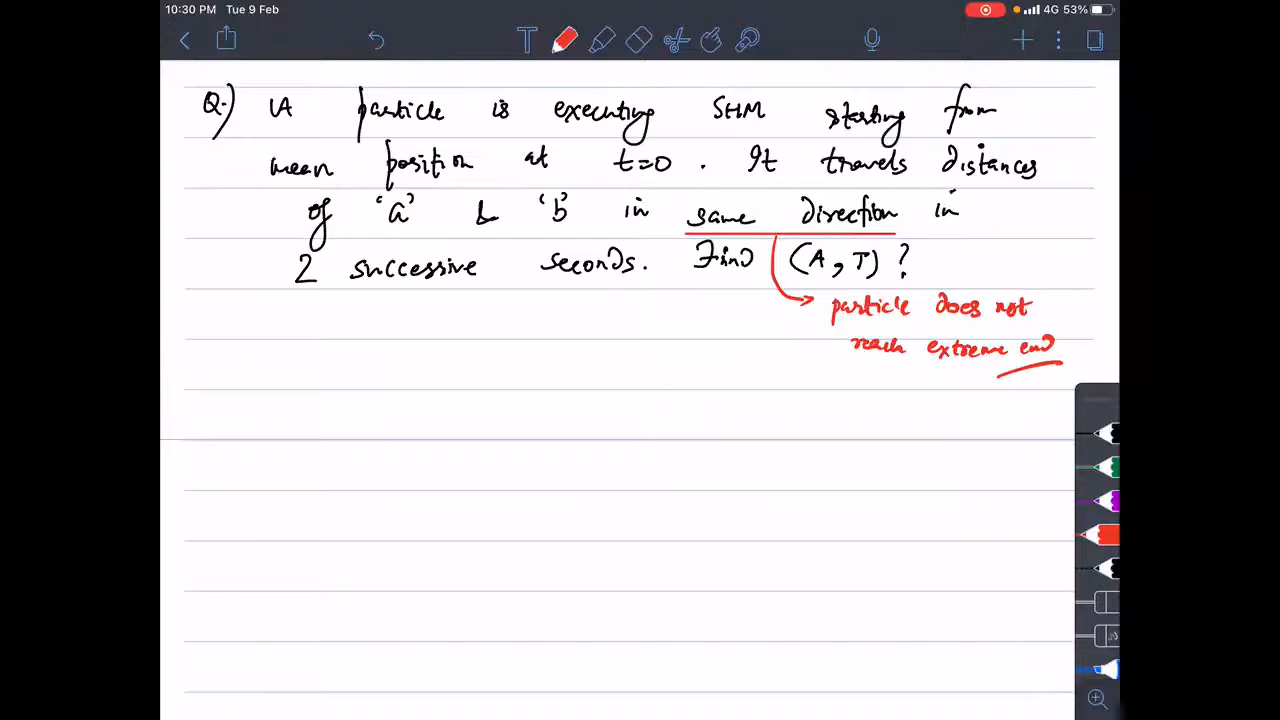 10:30 PM Tue 9 Feb
4G 53%
Q.) A particle is executing SHM starting from
mean position at t=0. It travels distances
of 'a' & 'b' in same direction in
2 successive seconds. Find (A, T) ?
particle does not
reach extreme end